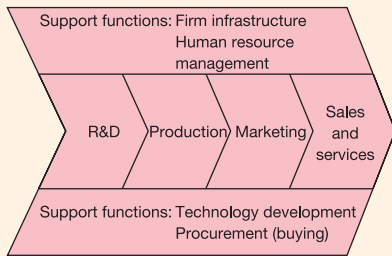 Support functions: Firm infrastructure
Human resource
management
R&D
Production
Marketing
Sales
and
services
Support functions: Technology development
Procurement (buying)